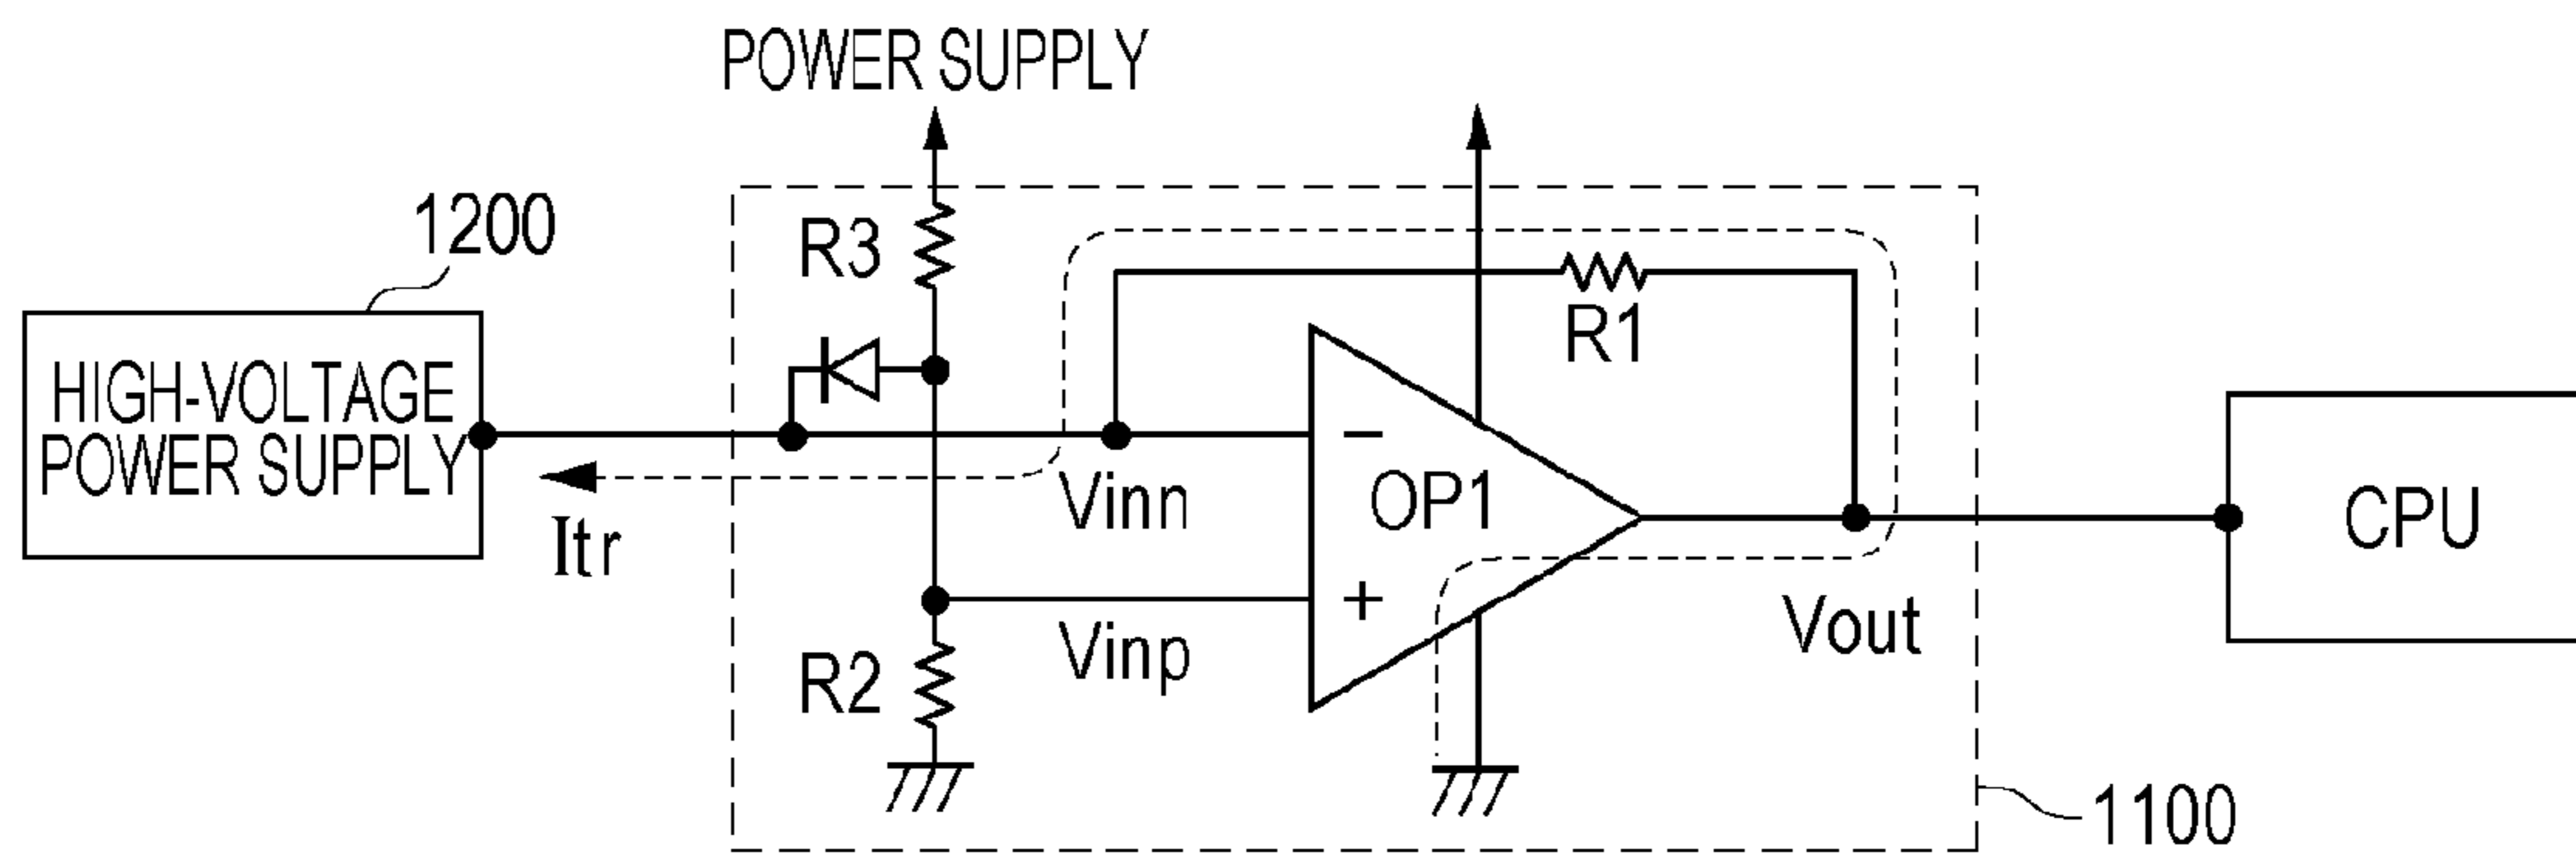 POWER SUPPLY
1200
R3
R1
HIGH-VOLTAGE
POWER SUPPLY
Itr
Vinn
−
OP1
+
CPU
Vinp
Vout
R2
1100